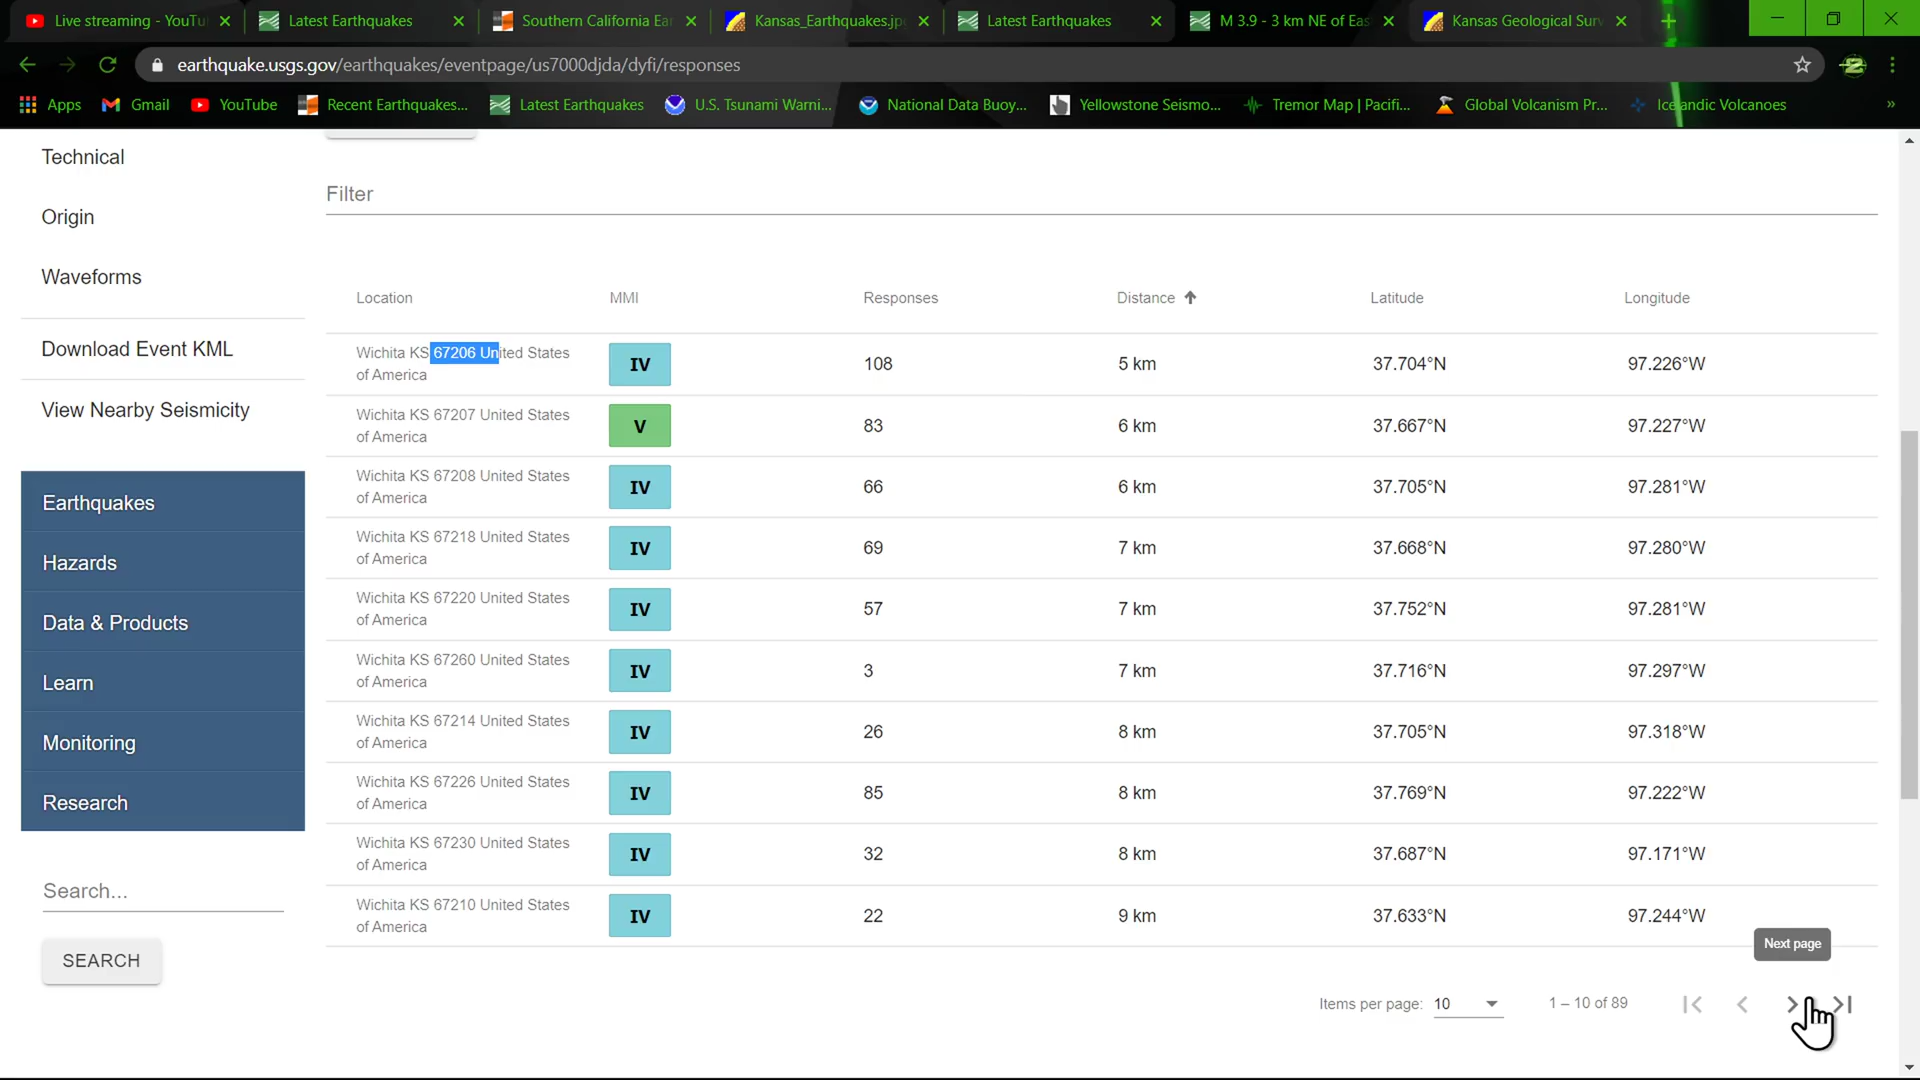 Live streaming - YouTu
Latest Earthquakes
Southern California Ear
Kansas_Earthquakes.jp
Latest Earthquakes
M 3.9 - 3 km NE of Eas
Kansas Geological Surv
earthquake.usgs.gov/earthquakes/eventpage/us7000djda/dyfi/responses
Apps
Gmail
YouTube
Recent Earthquakes...
Latest Earthquakes
U.S. Tsunami Warni...
National Data Buoy...
Yellowstone Seismo...
Tremor Map | Pacifi...
Global Volcanism Pr...
Icelandic Volcanoes
»
Technical
Origin
Waveforms
Download Event KML
View Nearby Seismicity
Earthquakes
Hazards
Data & Products
Learn
Monitoring
Research
Search...
SEARCH
Filter
Location MMI Responses Distance Latitude Longitude
Wichita KS 67206 United States
of America IV 108 5 km 37.704°N 97.226°W
Wichita KS 67207 United States
of America V 83 6 km 37.667°N 97.227°W
Wichita KS 67208 United States
of America IV 66 6 km 37.705°N 97.281°W
Wichita KS 67218 United States
of America IV 69 7 km 37.668°N 97.280°W
Wichita KS 67220 United States
of America IV 57 7 km 37.752°N 97.281°W
Wichita KS 67260 United States
of America IV 3 7 km 37.716°N 97.297°W
Wichita KS 67214 United States
of America IV 26 8 km 37.705°N 97.318°W
Wichita KS 67226 United States
of America IV 85 8 km 37.769°N 97.222°W
Wichita KS 67230 United States
of America IV 32 8 km 37.687°N 97.171°W
Wichita KS 67210 United States
of America IV 22 9 km 37.633°N 97.244°W
Next page
Items per page: 10 1 – 10 of 89